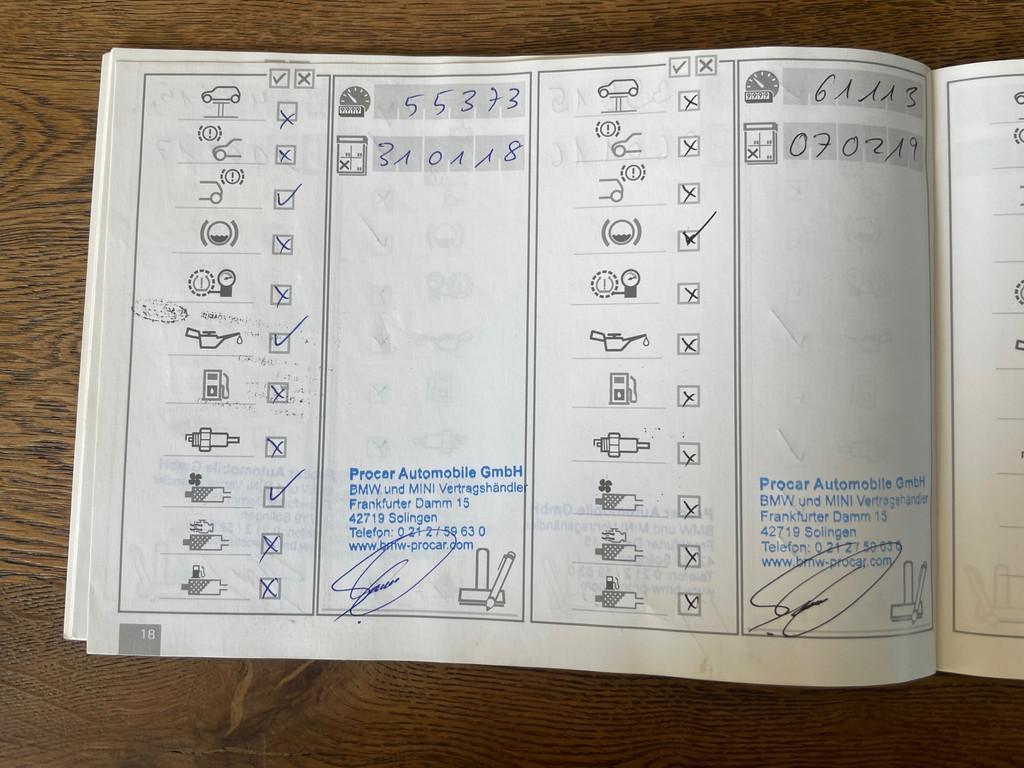 55373
310118
Procar Automobile GmbH
BMW und MINI Vertragshändler
Frankfurter Damm 15
42719 Solingen
Telefon: 0 21 2 / 59 63 0
www.bmw-procar.com
18
61113
070219
Procar Automobile GmbH
BMW und MINI Vertragshändler
Frankfurter Damm 15
42719 Solingen
Telefon: 0 21 2 / 59 63 0
www.bmw-procar.com